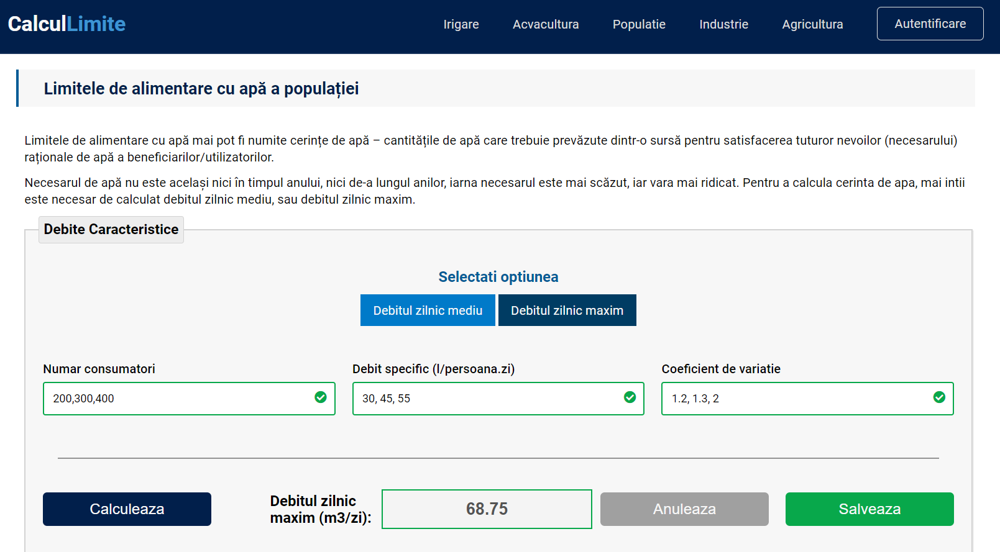 CalculLimite
Irigare
Acvacultura
Populatie
Industrie
Agricultura
Autentificare
Limitele de alimentare cu apă a populației
Limitele de alimentare cu apă mai pot fi numite cerințe de apă – cantitățile de apă care trebuie prevăzute dintr-o sursă pentru satisfacerea tuturor nevoilor (necesarului)
raționale de apă a beneficiarilor/utilizatorilor.
Necesarul de apă nu este același nici în timpul anului, nici de-a lungul anilor, iarna necesarul este mai scăzut, iar vara mai ridicat. Pentru a calcula cerinta de apa, mai intii
este necesar de calculat debitul zilnic mediu, sau debitul zilnic maxim.
Debite Caracteristice
Selectati optiunea
Debitul zilnic mediu
Debitul zilnic maxim
Numar consumatori
Debit specific (l/persoana.zi)
Coeficient de variatie
200,300,400
30, 45, 55
1.2, 1.3, 2
Calculeaza
Debitul zilnic
maxim (m3/zi):
68.75
Anuleaza
Salveaza